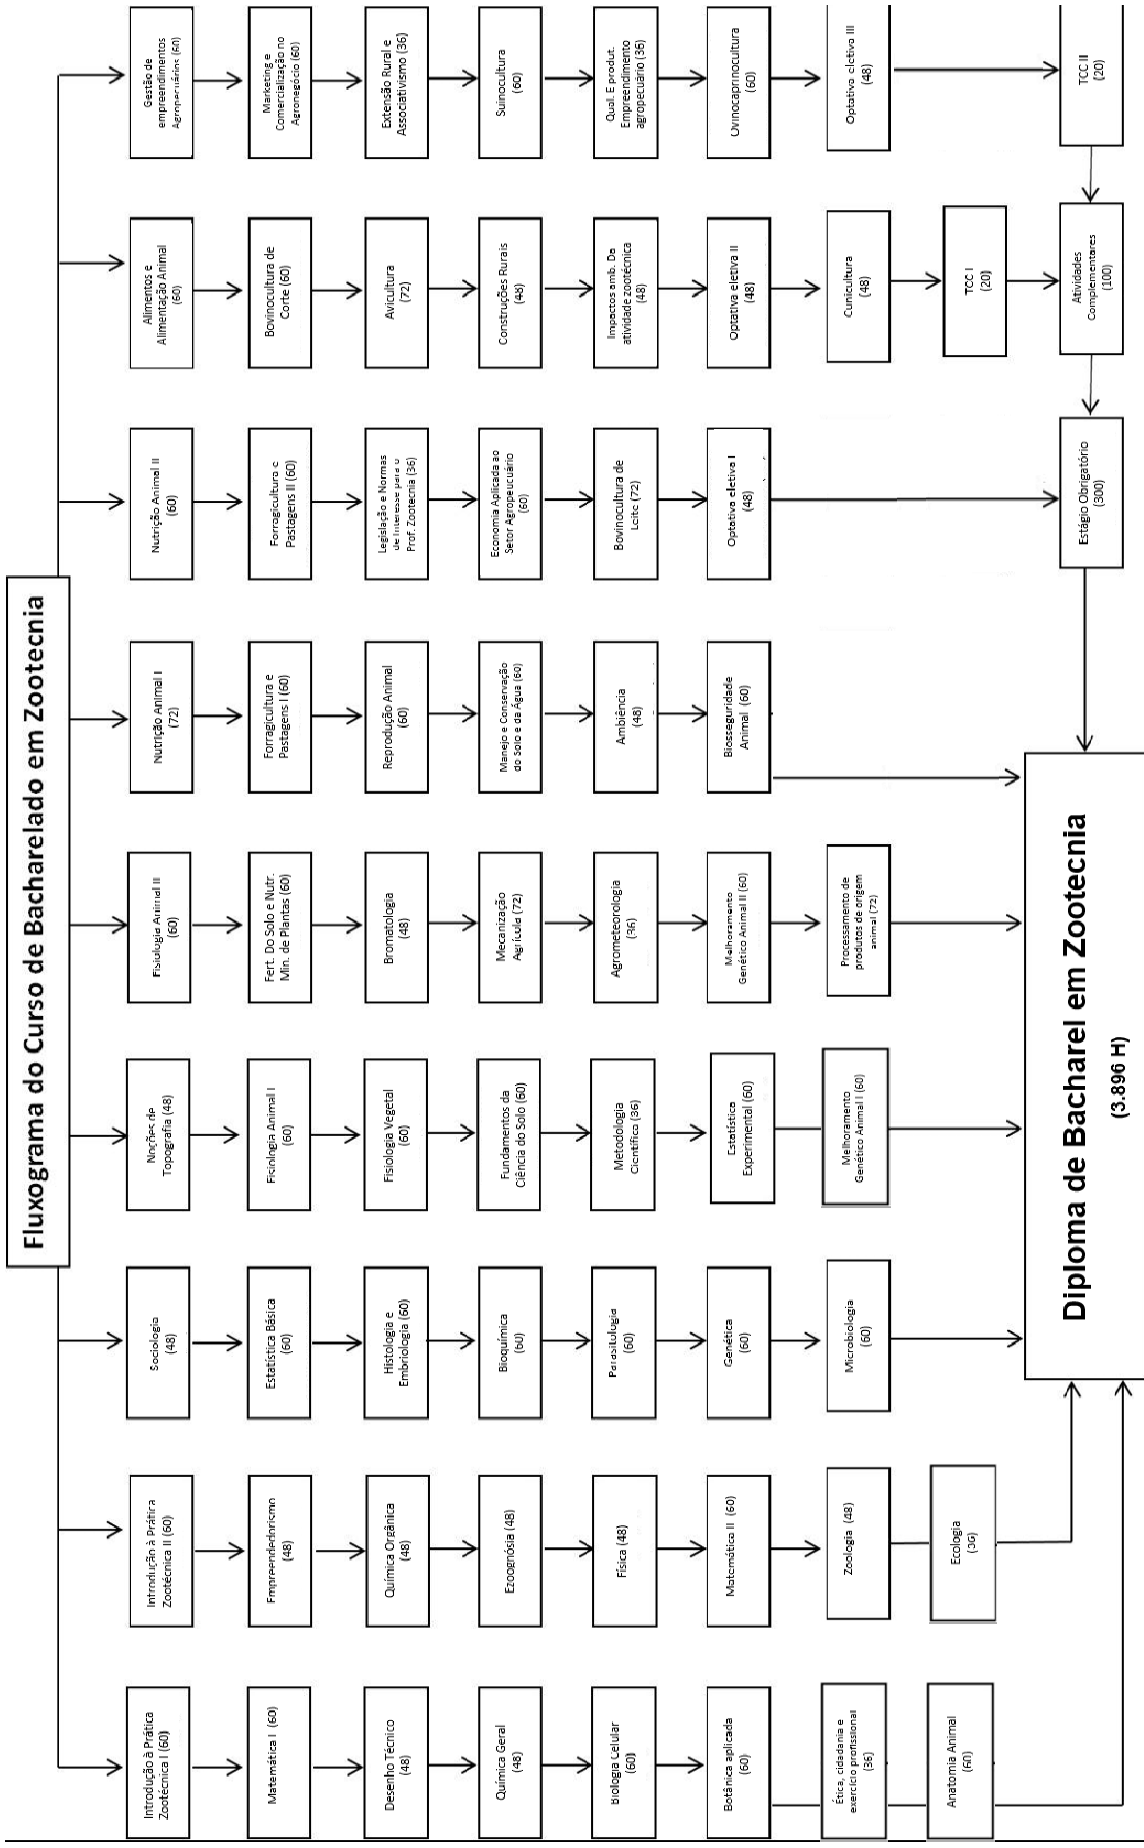 Fluxograma do Curso de Bacharelado em Zootecnia
Introdução à Prática
Zootécnica I (60)
Matemática I (60)
Desenho Técnico
(48)
Química Geral
(48)
Biologia Celular
(60)
Botânica aplicada
(60)
Ética, cidadania e
exercício profissional
(36)
Anatomia Animal
(60)
Introdução à Prática
Zootécnica II (60)
Empreendedorismo
(48)
Química Orgânica
(48)
Ezoognósia (48)
Física (48)
Matemática II (60)
Zoologia (48)
Ecologia
(36)
Sociologia
(48)
Estatística Básica
(60)
Histologia e
Embriologia (60)
Bioquímica
(60)
Parasitologia
(60)
Genética
(60)
Microbiologia
(60)
Noções de
Topografia (48)
Fisiologia Animal I
(60)
Fisiologia Vegetal
(60)
Fundamentos da
Ciência do Solo (60)
Metodologia
Científica (36)
Estatística
Experimental (60)
Melhoramento
Genético Animal I (60)
Fisiologia Animal II
(60)
Fert. Do Solo e Nutr.
Min. de Plantas (60)
Bromatologia
(48)
Mecanização
Agrícola (72)
Agrometeorologia
(36)
Melhoramento
Genético Animal II (60)
Processamento de
produtos de origem
animal (72)
Nutrição Animal I
(72)
Forragicultura e
Pastagens I (60)
Reprodução Animal
(60)
Manejo e Conservação
do Solo e da Água (60)
Ambiência
(48)
Biosseguridade
Animal (60)
Nutrição Animal II
(60)
Forragicultura e
Pastagens II (60)
Legislação e Normas
de Interesse para o
Prof. Zootecnia (36)
Economia Aplicada ao
Setor Agropecuário
(60)
Bovinocultura de
Leite (72)
Optativa eletiva I
(48)
Estágio Obrigatório
(300)
Alimentos e
Alimentação Animal
(60)
Bovinocultura de
Corte (60)
Avicultura
(72)
Construções Rurais
(48)
Impactos amb. Da
atividade zootécnica
(48)
Optativa eletiva II
(48)
Cunicultura
(48)
TCC I
(20)
Atividades
Complementares
(100)
Gestão de
empreendimentos
Agropecuários (60)
Marketing e
Comercialização no
Agronegócio (60)
Extensão Rural e
Associativismo (36)
Suinocultura
(60)
Qual. E produt.
Empreendimento
agropecuário (36)
Ovinocaprinocultura
(60)
Optativa eletiva III
(48)
TCC II
(20)
Diploma de Bacharel em Zootecnia
(3.896 H)